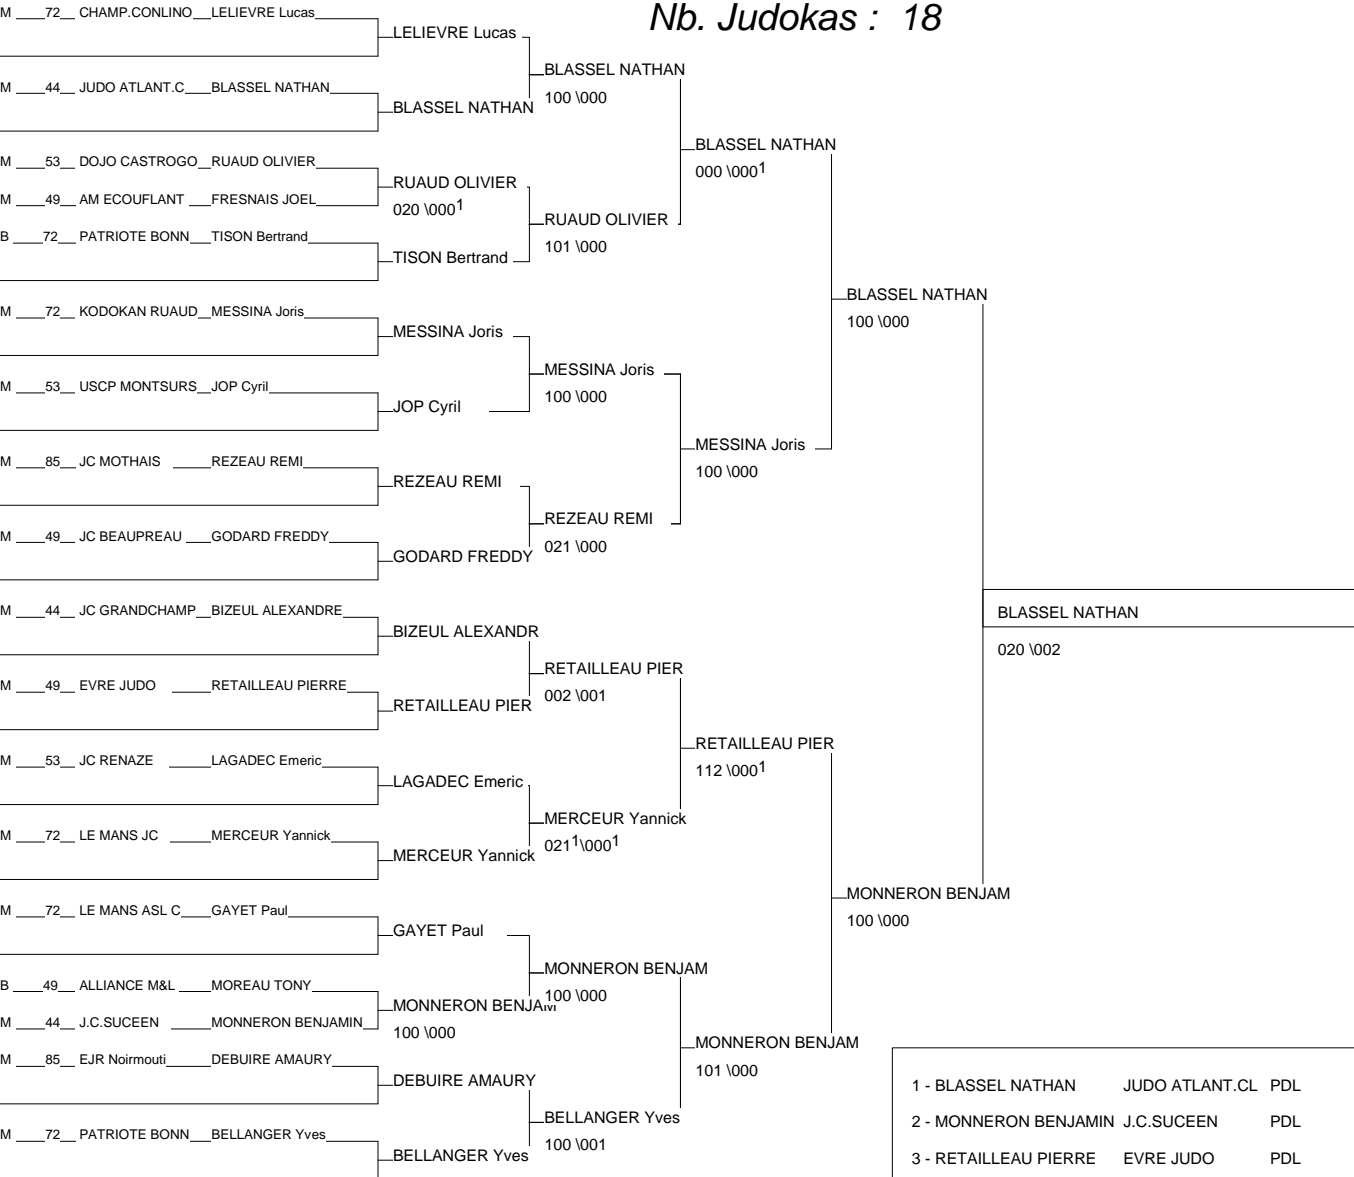 Nb. Judokas : 18
M 72 CHAMP.CONLINO LELIEVRE Lucas
LELIEVRE Lucas
BLASSEL NATHAN
100 \000
M 44 JUDO ATLANT.C BLASSEL NATHAN
BLASSEL NATHAN
BLASSEL NATHAN
000 \000 1
M 53 DOJO CASTROGO RUAUD OLIVIER
RUAUD OLIVIER
020 \000 1
M 49 AM ECOUFLANT FRESNAIS JOEL
RUAUD OLIVIER
101 \000
B 72 PATRIOTE BONN TISON Bertrand
TISON Bertrand
BLASSEL NATHAN
100 \000
M 72 KODOKAN RUAUD MESSINA Joris
MESSINA Joris
MESSINA Joris
100 \000
M 53 USCP MONTSURS JOP Cyril
JOP Cyril
MESSINA Joris
100 \000
M 85 JC MOTHAIS REZEAU REMI
REZEAU REMI
REZEAU REMI
021 \000
M 49 JC BEAUPREAU GODARD FREDDY
GODARD FREDDY
BLASSEL NATHAN
020 \002
M 44 JC GRANDCHAMP BIZEUL ALEXANDRE
BIZEUL ALEXANDR
RETAILLEAU PIER
002 \001
M 49 EVRE JUDO RETAILLEAU PIERRE
RETAILLEAU PIER
RETAILLEAU PIER
112 \000 1
M 53 JC RENAZE LAGADEC Emeric
LAGADEC Emeric
MERCEUR Yannick
021 1\000 1
M 72 LE MANS JC MERCEUR Yannick
MERCEUR Yannick
MONNERON BENJAM
100 \000
M 72 LE MANS ASL C GAYET Paul
GAYET Paul
MONNERON BENJAM
100 \000
B 49 ALLIANCE M&L MOREAU TONY
MONNERON BENJAM
100 \000
M 44 J.C.SUCEEN MONNERON BENJAMIN
MONNERON BENJAM
101 \000
M 85 EJR Noirmouti DEBUIRE AMAURY
DEBUIRE AMAURY
BELLANGER Yves
100 \001
M 72 PATRIOTE BONN BELLANGER Yves
BELLANGER Yves
1 - BLASSEL NATHAN JUDO ATLANT.CL PDL
2 - MONNERON BENJAMIN J.C.SUCEEN PDL
3 - RETAILLEAU PIERRE EVRE JUDO PDL